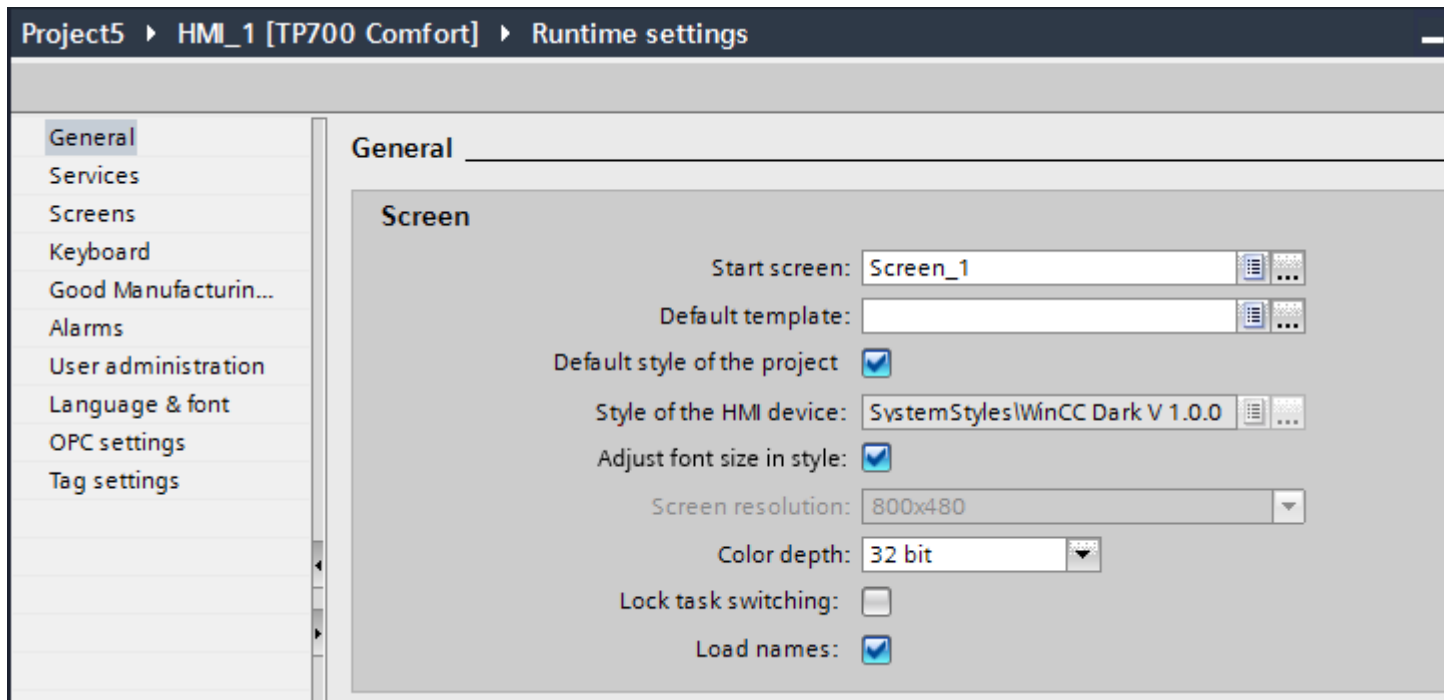 Project5 ▸ HMI_1 [TP700 Comfort] ▸ Runtime settings
General
Services
Screens
Keyboard
Good Manufacturin...
Alarms
User administration
Language & font
OPC settings
Tag settings
General
Screen
Start screen: Screen_1
Default template:
Default style of the project
Style of the HMI device: SystemStyles\WinCC Dark V 1.0.0
Adjust font size in style:
Screen resolution: 800x480
Color depth: 32 bit
Lock task switching:
Load names: